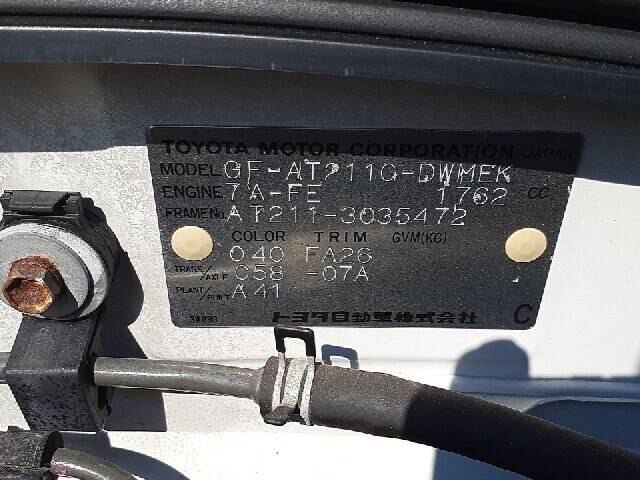 TOYOTA MOTOR CORPORATION JAPAN
MODEL GF-AT211G-DWMEK
ENGINE 7A-FE 1762 CC
FRAME No. AT211-3035472
COLOR TRIM GVM(KG)
040 FA26
TRANS./AXLE C58 -07A
PLANT/ A41
トヨタ自動車株式会社 C